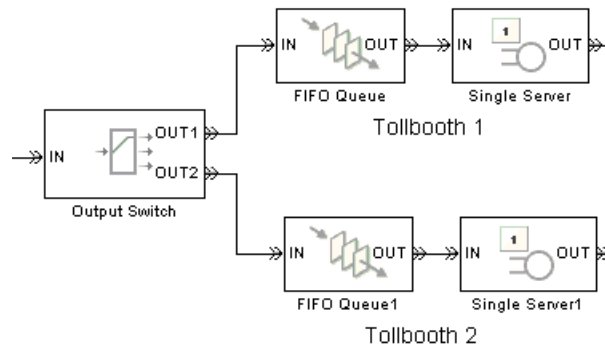 IN
OUT
FIFO Queue
IN
1
OUT
Single Server
Tollbooth 1
IN
OUT1
OUT2
Output Switch
IN
OUT
FIFO Queue1
IN
1
OUT
Single Server1
Tollbooth 2